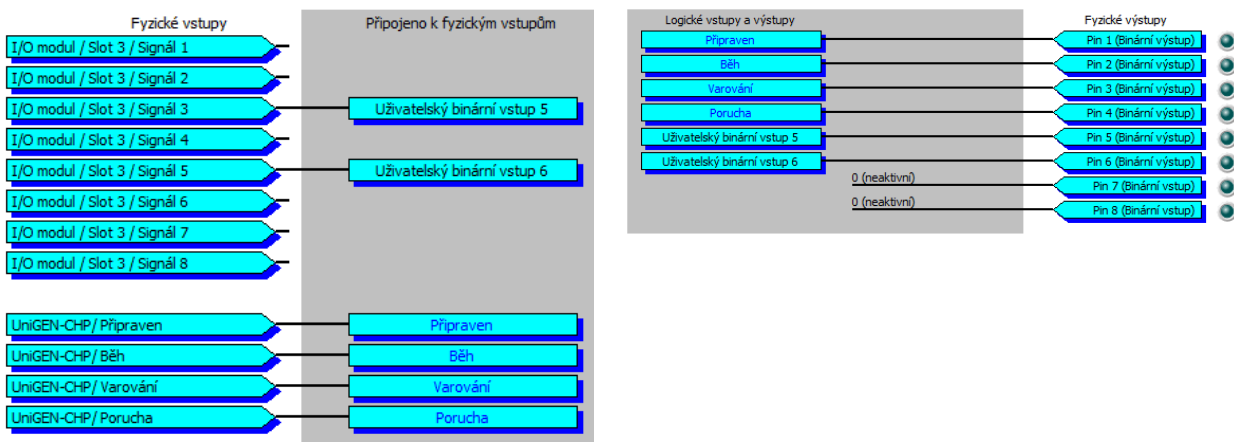 Fyzické vstupy
Připojeno k fyzickým vstupům
I/O modul / Slot 3 / Signál 1
I/O modul / Slot 3 / Signál 2
I/O modul / Slot 3 / Signál 3
Uživatelský binární vstup 5
I/O modul / Slot 3 / Signál 4
I/O modul / Slot 3 / Signál 5
Uživatelský binární vstup 6
I/O modul / Slot 3 / Signál 6
I/O modul / Slot 3 / Signál 7
I/O modul / Slot 3 / Signál 8
UniGEN-CHP/ Připraven
Připraven
UniGEN-CHP/ Běh
Běh
UniGEN-CHP/ Varování
Varování
UniGEN-CHP/ Porucha
Porucha
Logické vstupy a výstupy
Fyzické výstupy
Připraven
Pin 1 (Binární výstup)
Běh
Pin 2 (Binární výstup)
Varování
Pin 3 (Binární výstup)
Porucha
Pin 4 (Binární výstup)
Uživatelský binární vstup 5
Pin 5 (Binární výstup)
Uživatelský binární vstup 6
Pin 6 (Binární výstup)
0 (neaktivní)
Pin 7 (Binární vstup)
0 (neaktivní)
Pin 8 (Binární vstup)